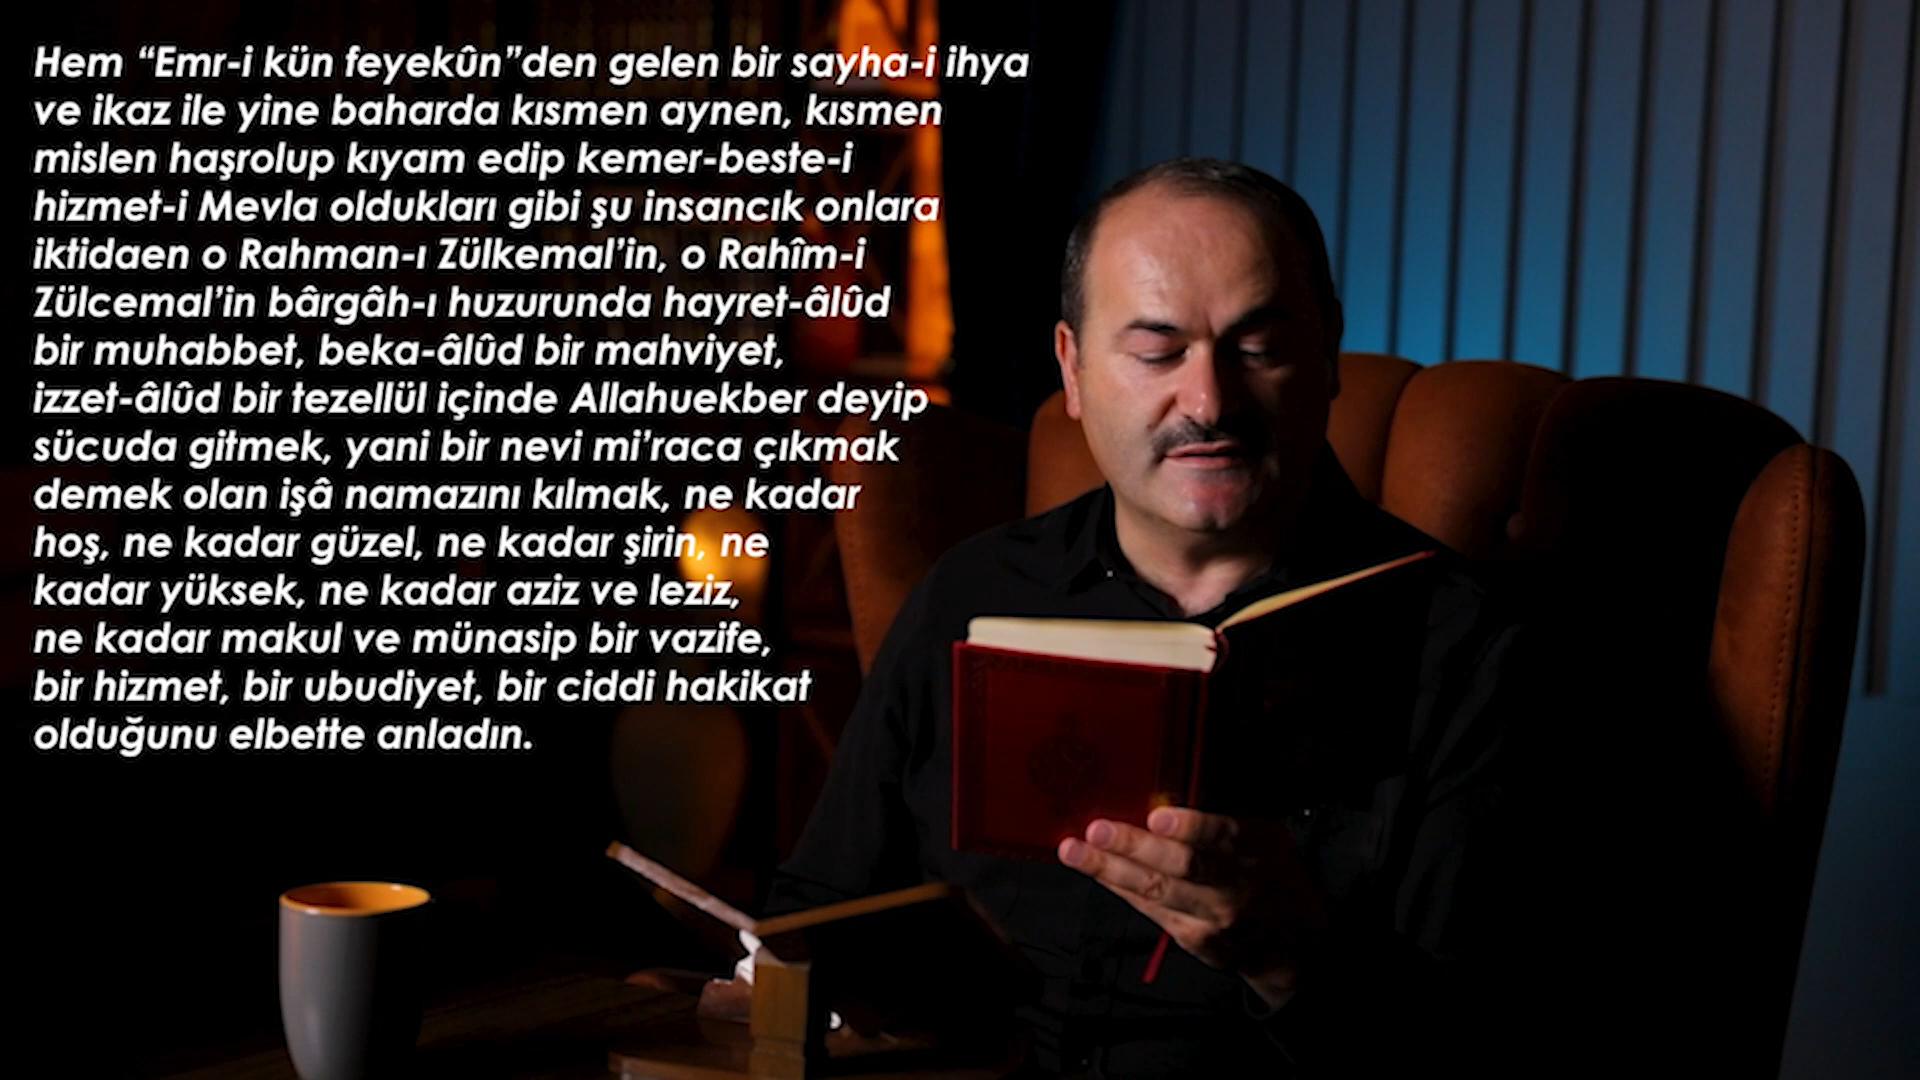 Hem “Emr-i kün feyekûn”den gelen bir sayha-i ihya
ve ikaz ile yine baharda kısmen aynen, kısmen
mislen haşrolup kıyam edip kemer-beste-i
hizmet-i Mevla oldukları gibi şu insancık onlara
iktidaen o Rahman-ı Zülkemal’in, o Rahîm-i
Zülcemal’in bârgâh-ı huzurunda hayret-âlûd
bir muhabbet, beka-âlûd bir mahviyet,
izzet-âlûd bir tezellül içinde Allahuekber deyip
sücuda gitmek, yani bir nevi mi’raca çıkmak
demek olan işâ namazını kılmak, ne kadar
hoş, ne kadar güzel, ne kadar şirin, ne
kadar yüksek, ne kadar aziz ve leziz,
ne kadar makul ve münasip bir vazife,
bir hizmet, bir ubudiyet, bir ciddi hakikat
olduğunu elbette anladın.